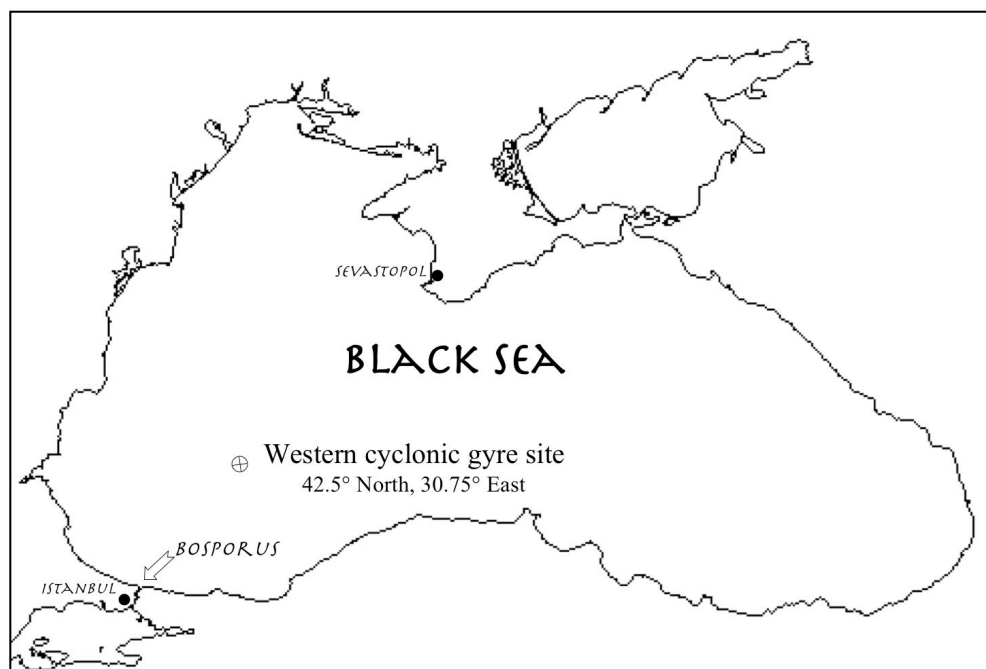 SEVASTOPOL
BLACK SEA
Western cyclonic gyre site
42.5° North, 30.75° East
BOSPORUS
ISTANBUL